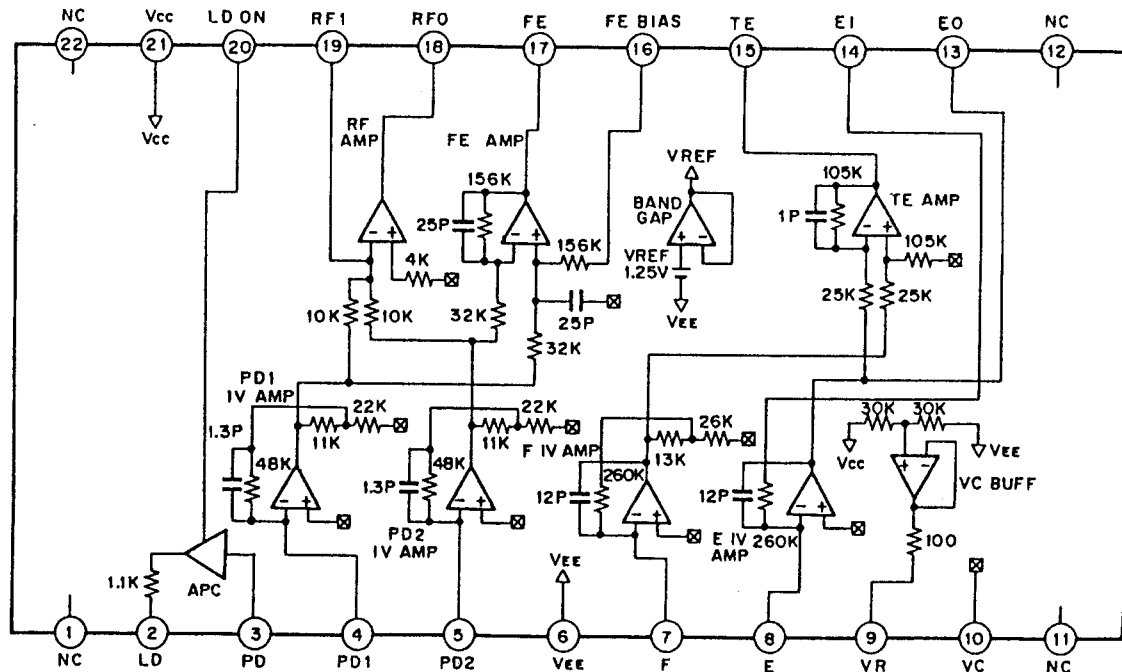 NC Vcc LD ON RF1 RFO FE FE BIAS TE EI EO NC
22 21 20 19 18 17 16 15 14 13 12
Vcc
RF
AMP
FE AMP
156K
25P
4K
156K
25P
VREF
BAND
GAP
VREF
1.25V
VEE
105K
1P
TE AMP
105K
25K 25K
10K 10K
32K
32K
PD1
1V AMP
1.3P
22K
11K
48K
22K
11K
48K
1.3P
PD2
1V AMP
F IV AMP
26K
13K
260K
12P
12P
E IV
AMP
260K
30K 30K
Vcc
VEE
VC BUFF
100
1.1K
APC
VEE
1 2 3 4 5 6 7 8 9 10 11
NC LD PD PD1 PD2 VEE F E VR VC NC